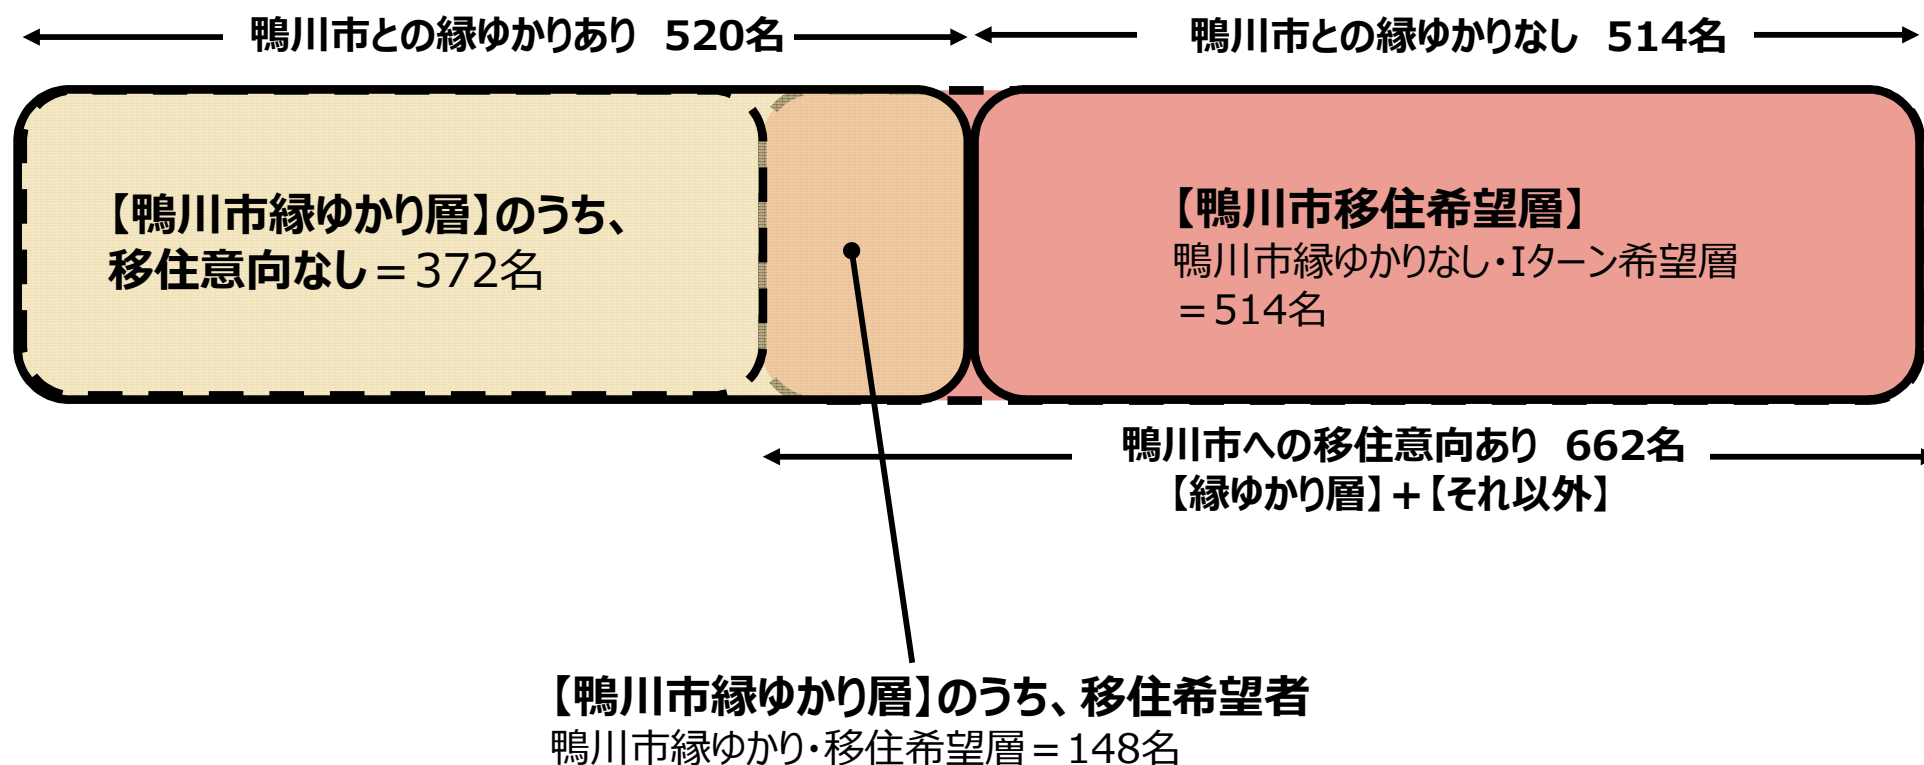 鴨川市との縁ゆかりあり 520名
鴨川市との縁ゆかりなし 514名
【鴨川市縁ゆかり層】のうち、
移住意向なし=372名
【鴨川市移住希望層】
鴨川市縁ゆかりなし・Iターン希望層
=514名
鴨川市への移住意向あり 662名
【縁ゆかり層】+【それ以外】
【鴨川市縁ゆかり層】のうち、移住希望者
鴨川市縁ゆかり・移住希望層=148名